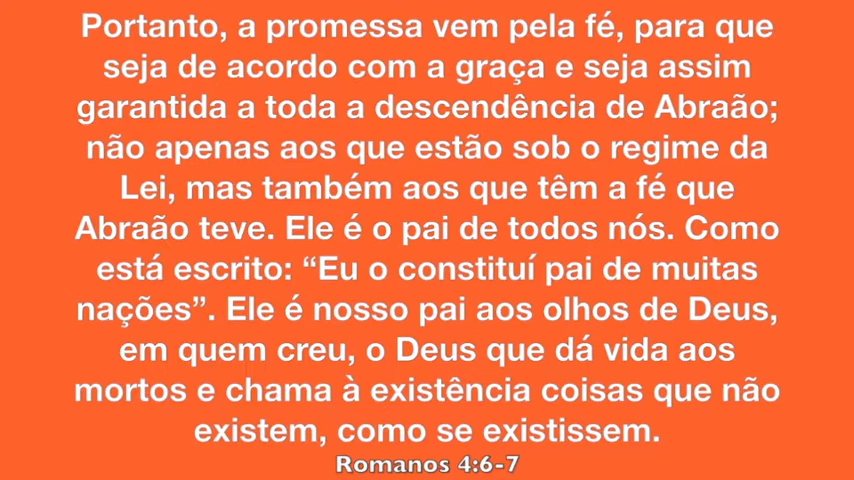 Portanto, a promessa vem pela fé, para que
seja de acordo com a graça e seja assim
garantida a toda a descendência de Abraão;
não apenas aos que estão sob o regime da
Lei, mas também aos que têm a fé que
Abraão teve. Ele é o pai de todos nós. Como
está escrito: “Eu o constituí pai de muitas
nações”. Ele é nosso pai aos olhos de Deus,
em quem creu, o Deus que dá vida aos
mortos e chama à existência coisas que não
existem, como se existissem.
Romanos 4:6-7